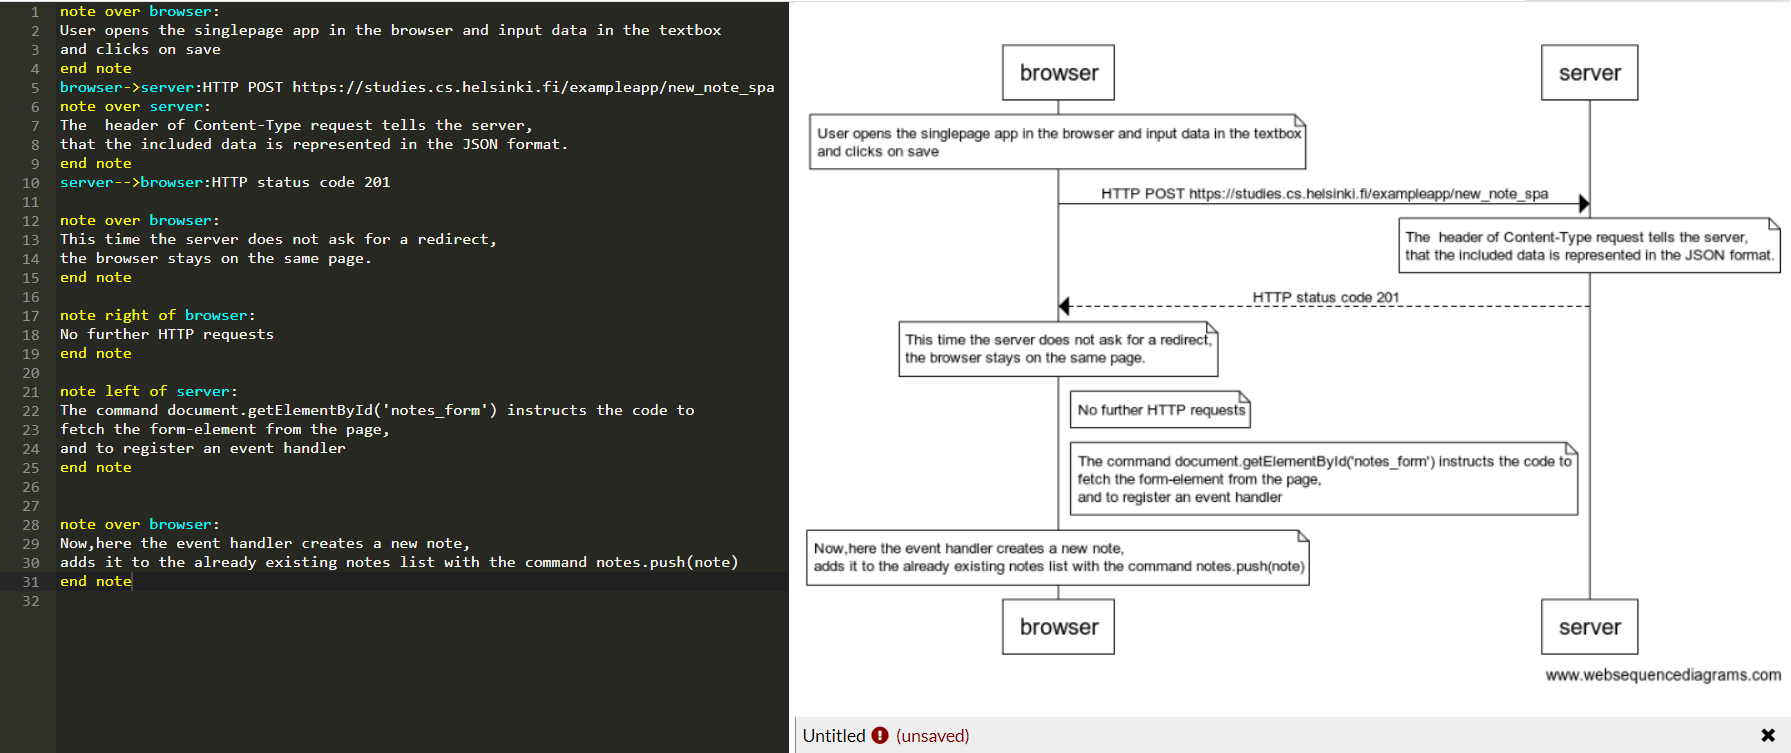 1 note over browser:
2 User opens the singlepage app in the browser and input data in the textbox
3 and clicks on save
4 end note
5 browser->server:HTTP POST https://studies.cs.helsinki.fi/exampleapp/new_note_spa
6 note over server:
7 The  header of Content-Type request tells the server,
8 that the included data is represented in the JSON format.
9 end note
10 server-->browser:HTTP status code 201
11
12 note over browser:
13 This time the server does not ask for a redirect,
14 the browser stays on the same page.
15 end note
16
17 note right of browser:
18 No further HTTP requests
19 end note
20
21 note left of server:
22 The command document.getElementById('notes_form') instructs the code to
23 fetch the form-element from the page,
24 and to register an event handler
25 end note
26
27
28 note over browser:
29 Now,here the event handler creates a new note,
30 adds it to the already existing notes list with the command notes.push(note)
31 end note
32
browser
server
User opens the singlepage app in the browser and input data in the textbox
and clicks on save
HTTP POST https://studies.cs.helsinki.fi/exampleapp/new_note_spa
The  header of Content-Type request tells the server,
that the included data is represented in the JSON format.
HTTP status code 201
This time the server does not ask for a redirect,
the browser stays on the same page.
No further HTTP requests
The command document.getElementById('notes_form') instructs the code to
fetch the form-element from the page,
and to register an event handler
Now,here the event handler creates a new note,
adds it to the already existing notes list with the command notes.push(note)
browser
server
www.websequencediagrams.com
Untitled ! (unsaved)